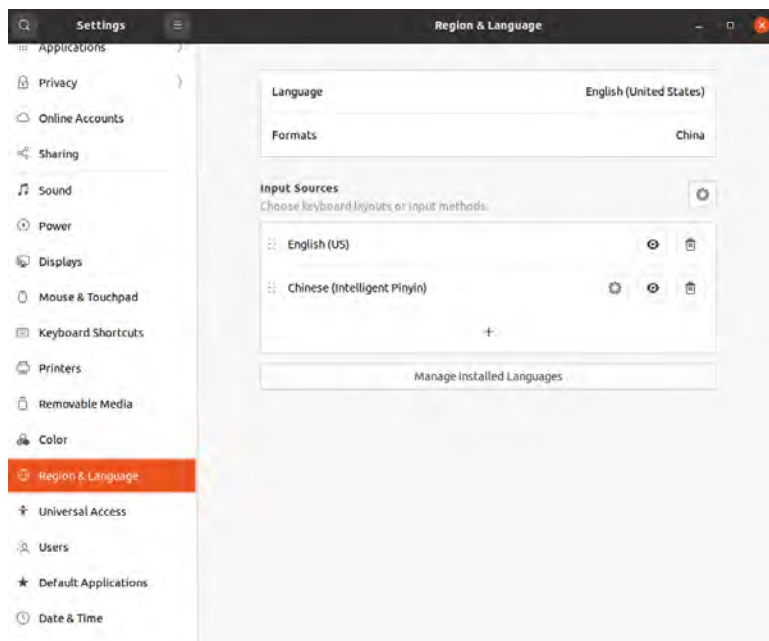 Settings
Region & Language
Applications
Privacy
Online Accounts
Sharing
Sound
Power
Displays
Mouse & Touchpad
Keyboard Shortcuts
Printers
Removable Media
Color
Region & Language
Universal Access
Users
Default Applications
Date & Time
Language English (United States)
Formats China
Input Sources
Choose keyboard layouts or input methods.
English (US)
Chinese (Intelligent Pinyin)
+
Manage Installed Languages